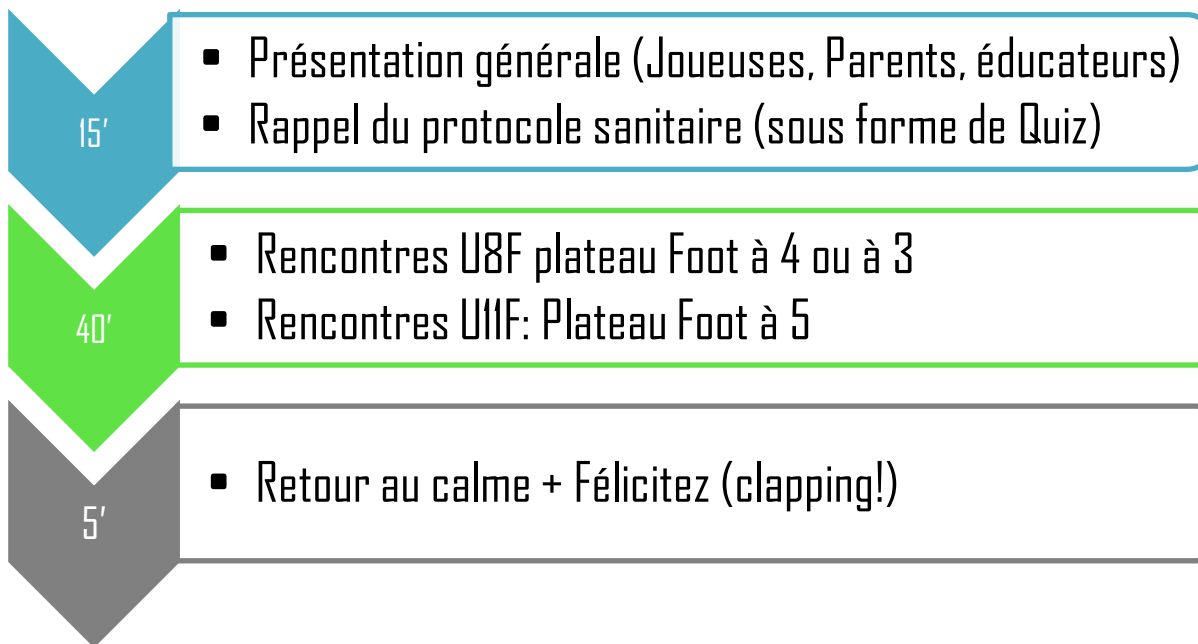 15'
▪ Présentation générale (Joueuses, Parents, éducateurs)
▪ Rappel du protocole sanitaire (sous forme de Quiz)
40'
▪ Rencontres U8F plateau Foot à 4 ou à 3
▪ Rencontres U11F: Plateau Foot à 5
5'
▪ Retour au calme + Félicitez (clapping!)